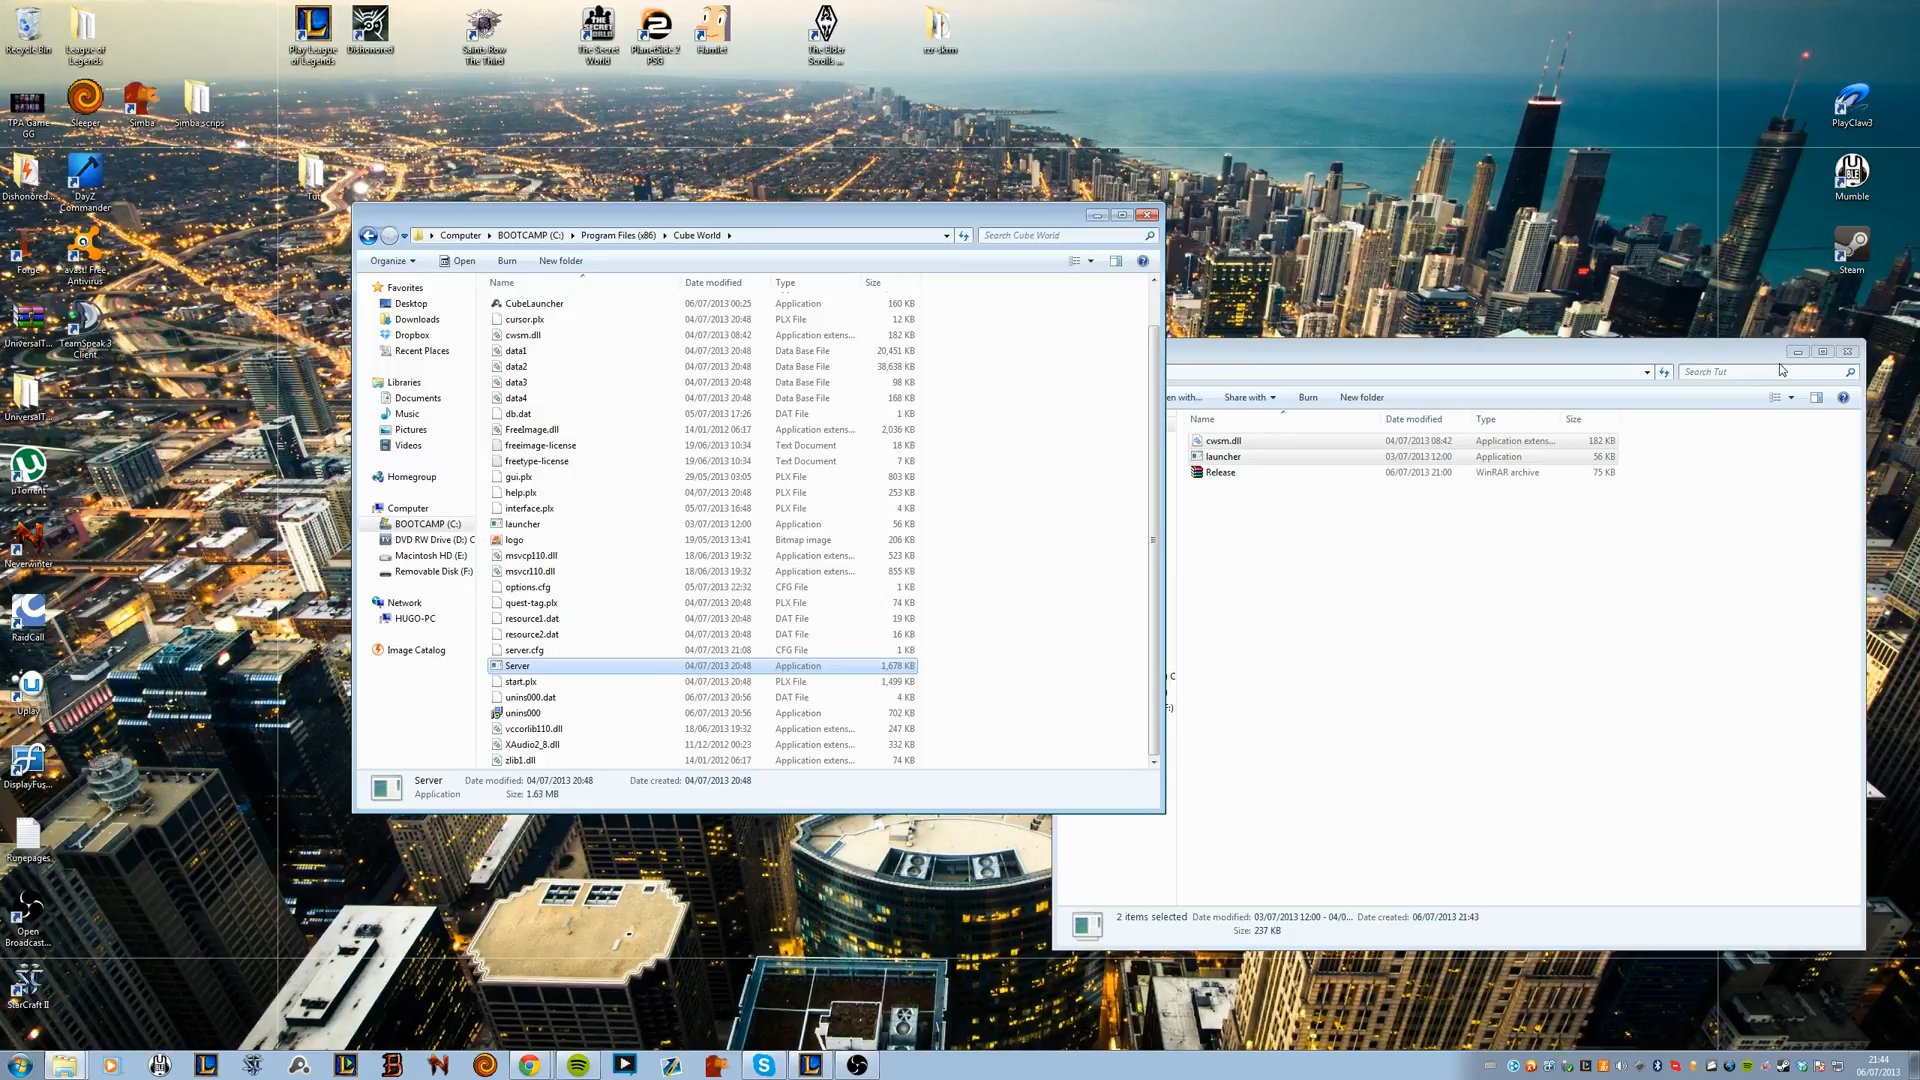 Recycle Bin
League of
Legends
Play League
of Legends
Dishonored
Saints Row
The Third
The Secret
World
PlanetSide 2
PSG
Hamlet
The Elder
Scrolls ...
rzr-skrm
TPA Game
GG
Sleeper
Simba
Simba scrips
PlayClaw3
Dishonored...
DayZ
Commander
Tut
Mumble
Forge
avast! Free
Antivirus
Steam
UniversalT...
TeamSpeak 3
Client
UniversalT...
µTorrent
Neverwinter
RaidCall
Uplay
DisplayFus...
Runepages
Open
Broadcast...
StarCraft II
Computer
BOOTCAMP (C:)
Program Files (x86)
Cube World
Search Cube World
Organize
Open
Burn
New folder
Favorites
Desktop
Downloads
Dropbox
Recent Places
Libraries
Documents
Music
Pictures
Videos
Homegroup
Computer
BOOTCAMP (C:)
DVD RW Drive (D:) C
Macintosh HD (E:)
Removable Disk (F:)
Network
HUGO-PC
Image Catalog
Name Date modified Type Size
CubeLauncher 06/07/2013 00:25 Application 160 KB
cursor.plx 04/07/2013 20:48 PLX File 12 KB
cwsm.dll 04/07/2013 08:42 Application extens... 182 KB
data1 04/07/2013 20:48 Data Base File 20,451 KB
data2 04/07/2013 20:48 Data Base File 38,638 KB
data3 04/07/2013 20:48 Data Base File 98 KB
data4 04/07/2013 20:48 Data Base File 168 KB
db.dat 05/07/2013 17:26 DAT File 1 KB
FreeImage.dll 14/01/2012 06:17 Application extens... 2,036 KB
freeimage-license 19/06/2013 10:34 Text Document 18 KB
freetype-license 19/06/2013 10:34 Text Document 7 KB
gui.plx 29/05/2013 03:05 PLX File 803 KB
help.plx 04/07/2013 20:48 PLX File 253 KB
interface.plx 05/07/2013 16:48 PLX File 4 KB
launcher 03/07/2013 12:00 Application 56 KB
logo 19/05/2013 13:41 Bitmap image 206 KB
msvcp110.dll 18/06/2013 19:32 Application extens... 523 KB
msvcr110.dll 18/06/2013 19:32 Application extens... 855 KB
options.cfg 05/07/2013 22:32 CFG File 1 KB
quest-tag.plx 04/07/2013 20:48 PLX File 74 KB
resource1.dat 04/07/2013 20:48 DAT File 19 KB
resource2.dat 04/07/2013 20:48 DAT File 16 KB
server.cfg 04/07/2013 21:08 CFG File 1 KB
Server 04/07/2013 20:48 Application 1,678 KB
start.plx 04/07/2013 20:48 PLX File 1,499 KB
unins000.dat 06/07/2013 20:56 DAT File 4 KB
unins000 06/07/2013 20:56 Application 702 KB
vccorlib110.dll 18/06/2013 19:32 Application extens... 247 KB
XAudio2_8.dll 11/12/2012 00:23 Application extens... 332 KB
zlib1.dll 14/01/2012 06:17 Application extens... 74 KB
Server Date modified: 04/07/2013 20:48 Date created: 04/07/2013 20:48
Application Size: 1.63 MB
Search Tut
en with...
Share with
Burn
New folder
Name Date modified Type Size
cwsm.dll 04/07/2013 08:42 Application extens... 182 KB
launcher 03/07/2013 12:00 Application 56 KB
Release 06/07/2013 21:00 WinRAR archive 75 KB
C
:)
2 items selected Date modified: 03/07/2013 12:00 - 04/0... Date created: 06/07/2013 21:43
Size: 237 KB
21:44
06/07/2013